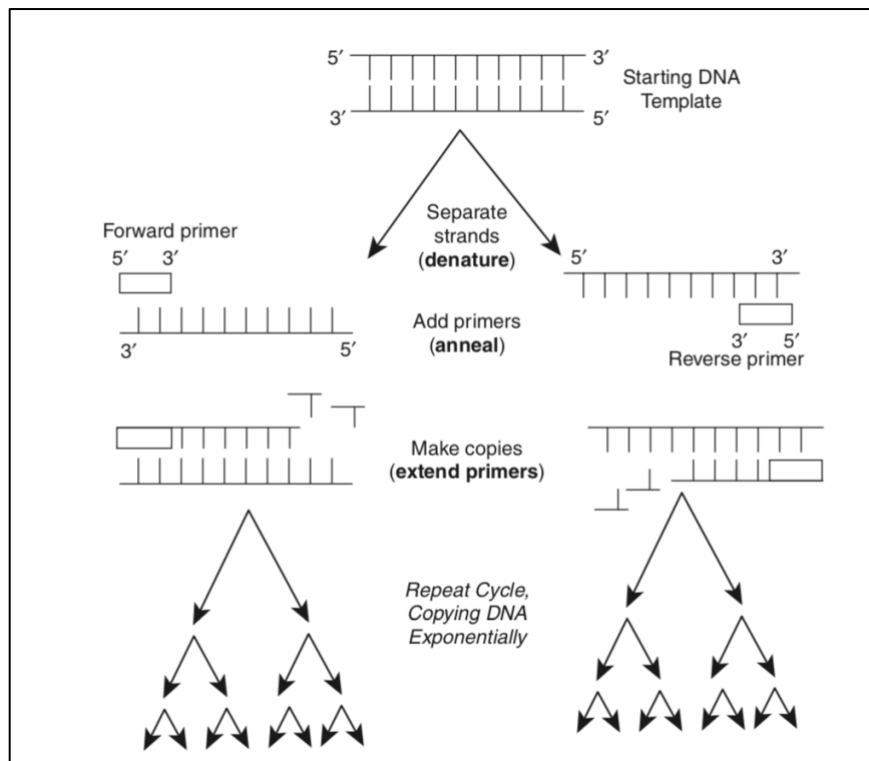 5′ 3′
Starting DNA
Template
3′ 5′
Separate
strands
(denature)
Forward primer
5′ 3′
5′ 3′
Add primers
(anneal)
3′ 5′
3′ 5′
Reverse primer
Make copies
(extend primers)
Repeat Cycle,
Copying DNA
Exponentially